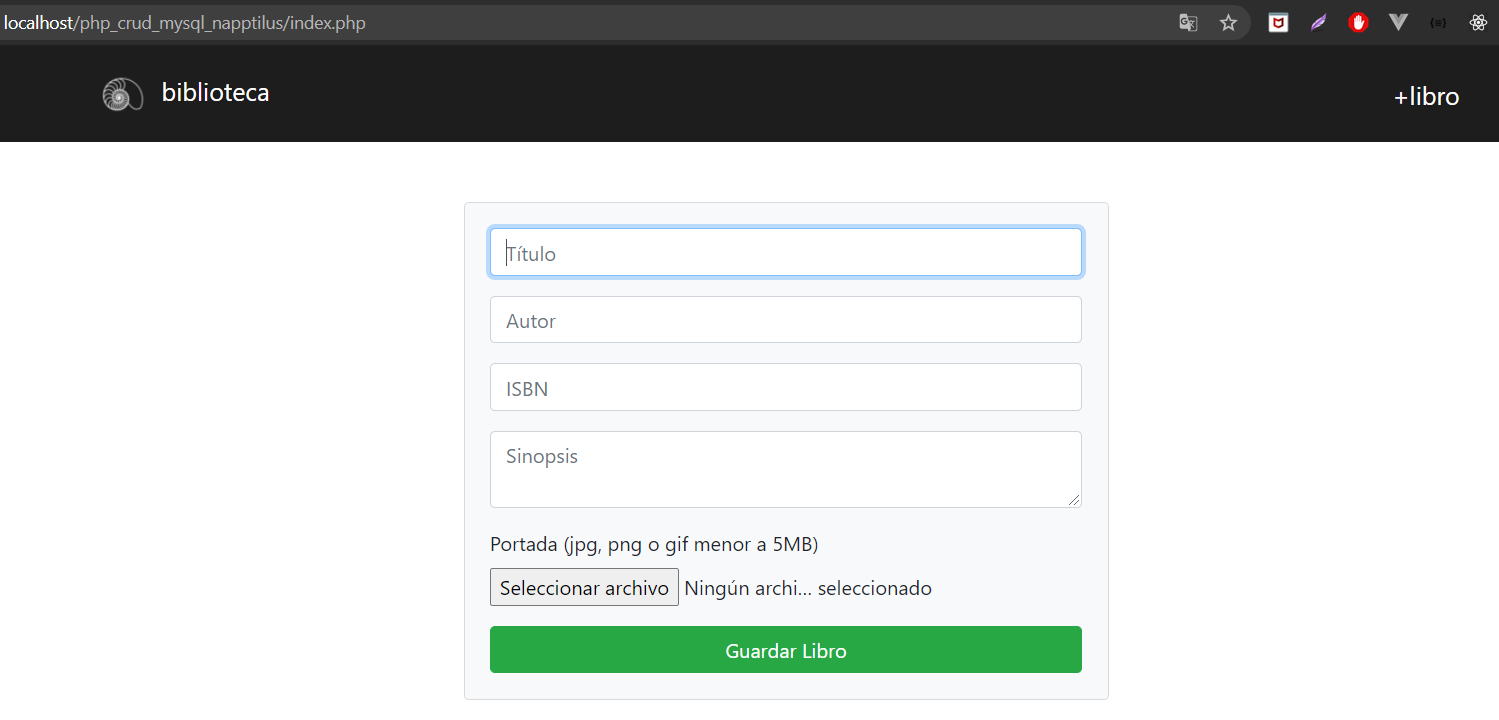 localhost/php_crud_mysql_napptilus/index.php
biblioteca
+libro
Título
Autor
ISBN
Sinopsis
Portada (jpg, png o gif menor a 5MB)
Seleccionar archivo Ningún archi... seleccionado
Guardar Libro